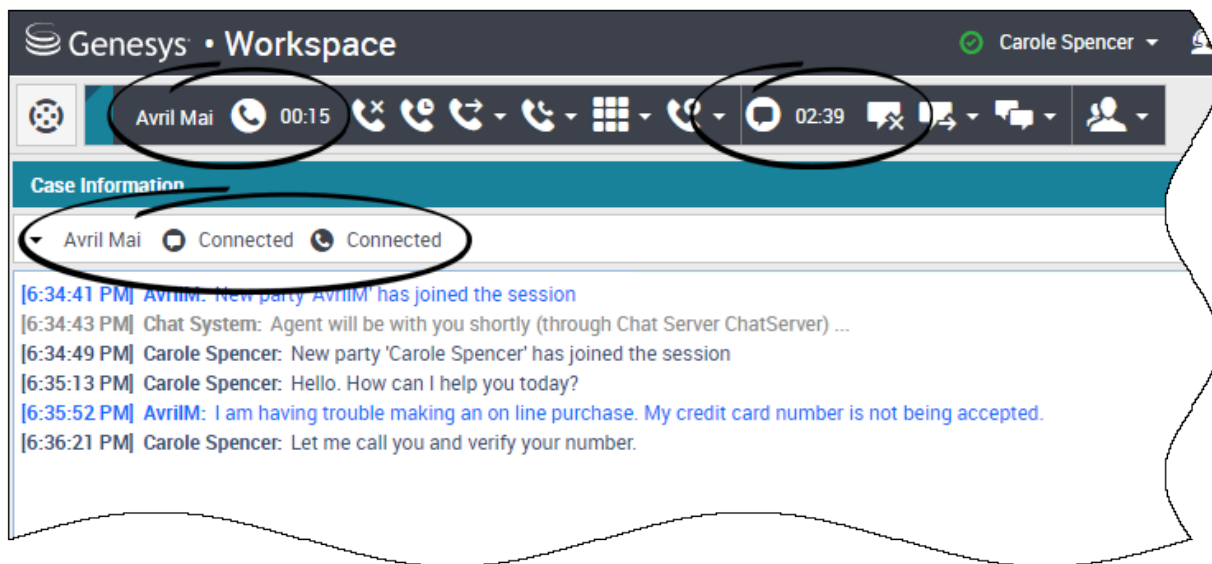 Genesys • Workspace Carole Spencer
Avril Mai 00:15 02:39
Case Information
Avril Mai Connected Connected
[6:34:41 PM] AvrilM: New party 'AvrilM' has joined the session
[6:34:43 PM] Chat System: Agent will be with you shortly (through Chat Server ChatServer) ...
[6:34:49 PM] Carole Spencer: New party 'Carole Spencer' has joined the session
[6:35:13 PM] Carole Spencer: Hello. How can I help you today?
[6:35:52 PM] AvrilM: I am having trouble making an on line purchase. My credit card number is not being accepted.
[6:36:21 PM] Carole Spencer: Let me call you and verify your number.